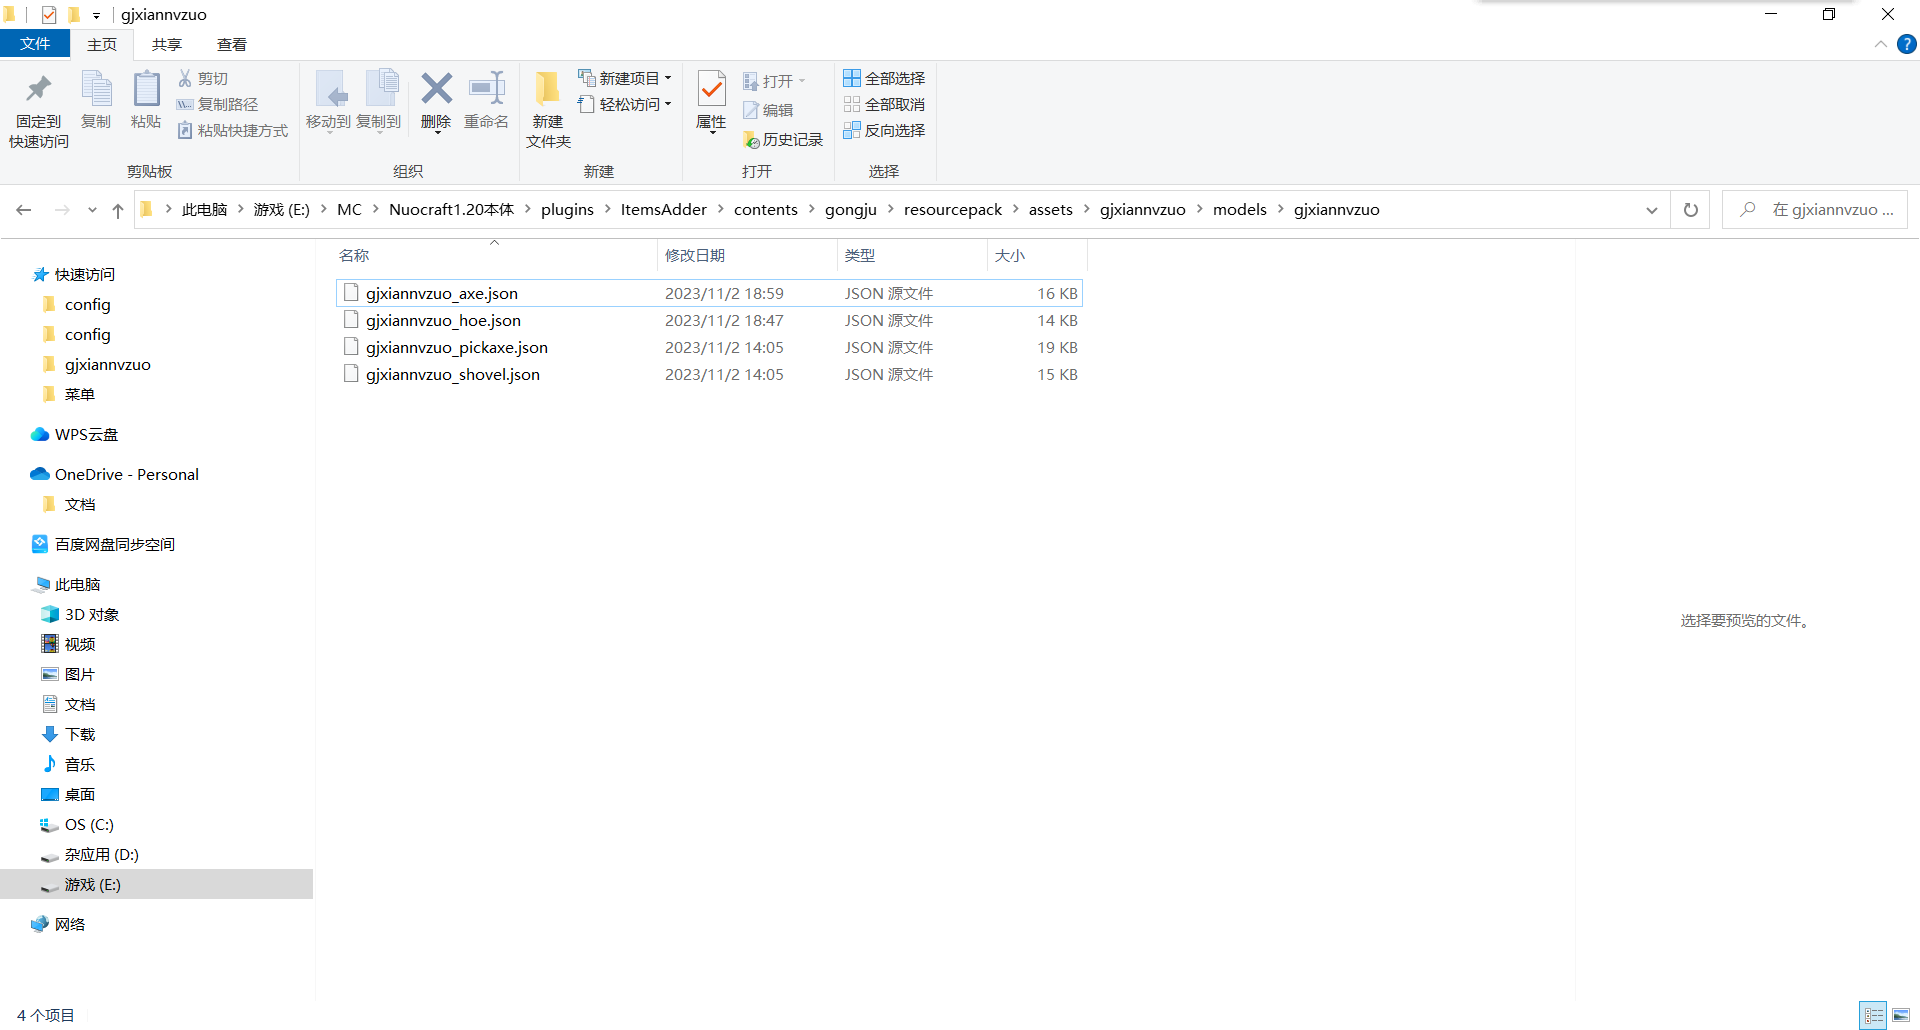 gjxiannvzuo
文件 主页 共享 查看
固定到
快速访问
复制
粘贴
剪切
复制路径
粘贴快捷方式
剪贴板
移动到 复制到 删除 重命名
组织
新建
文件夹
新建项目
轻松访问
新建
属性
打开
编辑
历史记录
打开
全部选择
全部取消
反向选择
选择
此电脑 游戏 (E:) MC Nuocraft1.20本体 plugins ItemsAdder contents gongju resourcepack assets gjxiannvzuo models gjxiannvzuo
在 gjxiannvzuo ...
快速访问
config
config
gjxiannvzuo
菜单
WPS云盘
OneDrive - Personal
文档
百度网盘同步空间
此电脑
3D 对象
视频
图片
文档
下载
音乐
桌面
OS (C:)
杂应用 (D:)
游戏 (E:)
网络
名称 修改日期 类型 大小
gjxiannvzuo_axe.json 2023/11/2 18:59 JSON 源文件 16 KB
gjxiannvzuo_hoe.json 2023/11/2 18:47 JSON 源文件 14 KB
gjxiannvzuo_pickaxe.json 2023/11/2 14:05 JSON 源文件 19 KB
gjxiannvzuo_shovel.json 2023/11/2 14:05 JSON 源文件 15 KB
选择要预览的文件。
4 个项目